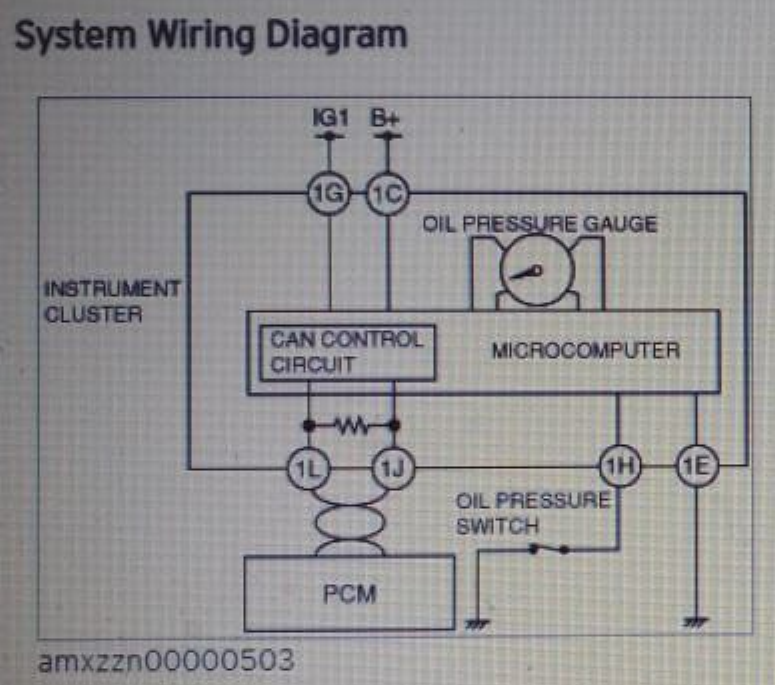 System Wiring Diagram
IG1 B+
1G 1C
OIL PRESSURE GAUGE
INSTRUMENT
CLUSTER
CAN CONTROL
CIRCUIT
MICROCOMPUTER
1L 1J 1H 1E
OIL PRESSURE
SWITCH
PCM
amxzzn00000503